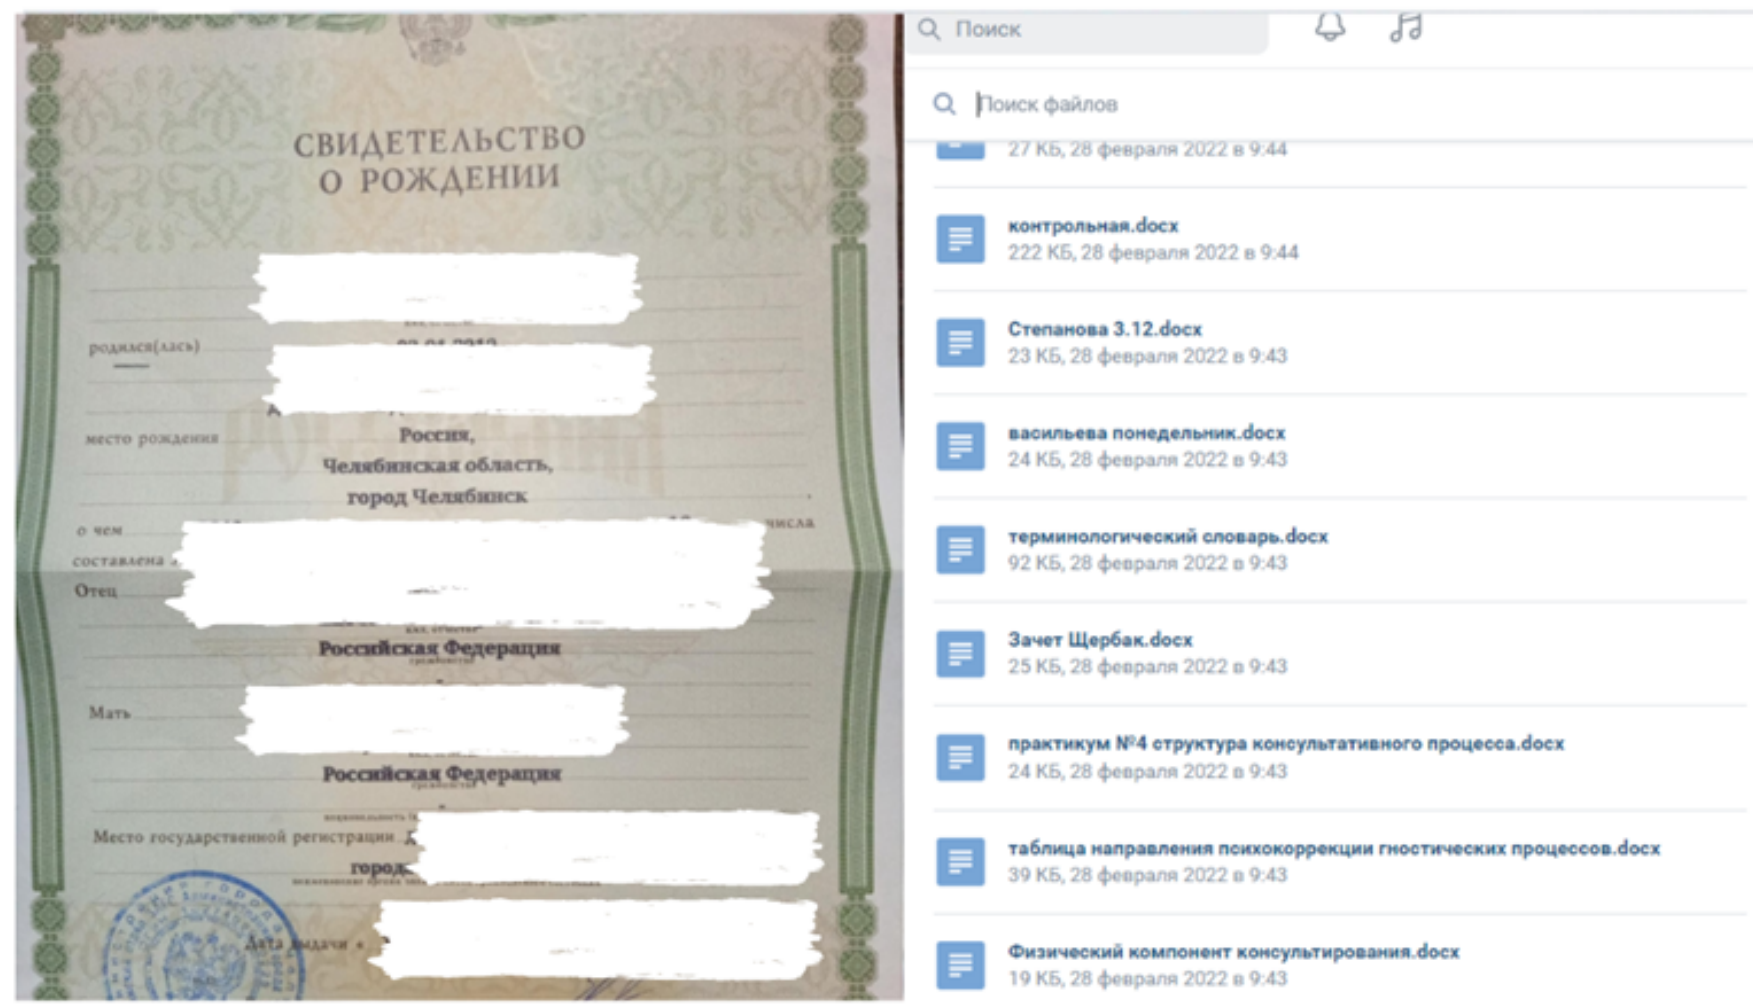 СВИДЕТЕЛЬСТВО
О РОЖДЕНИИ
родился(лась)
место рождения
Россия,
Челябинская область,
город Челябинск
о чем
числа
составлена
Отец
Российская Федерация
гражданство
Мать
Российская Федерация
гражданство
Место государственной регистрации
Дата выдачи «
Поиск
Поиск файлов
27 КБ, 28 февраля 2022 в 9:44
контрольная.docx
222 КБ, 28 февраля 2022 в 9:44
Степанова 3.12.docx
23 КБ, 28 февраля 2022 в 9:43
васильева понедельник.docx
24 КБ, 28 февраля 2022 в 9:43
терминологический словарь.docx
92 КБ, 28 февраля 2022 в 9:43
Зачет Щербак.docx
25 КБ, 28 февраля 2022 в 9:43
практикум №4 структура консультативного процесса.docx
24 КБ, 28 февраля 2022 в 9:43
таблица направления психокоррекции гностических процессов.docx
39 КБ, 28 февраля 2022 в 9:43
Физический компонент консультирования.docx
19 КБ, 28 февраля 2022 в 9:43